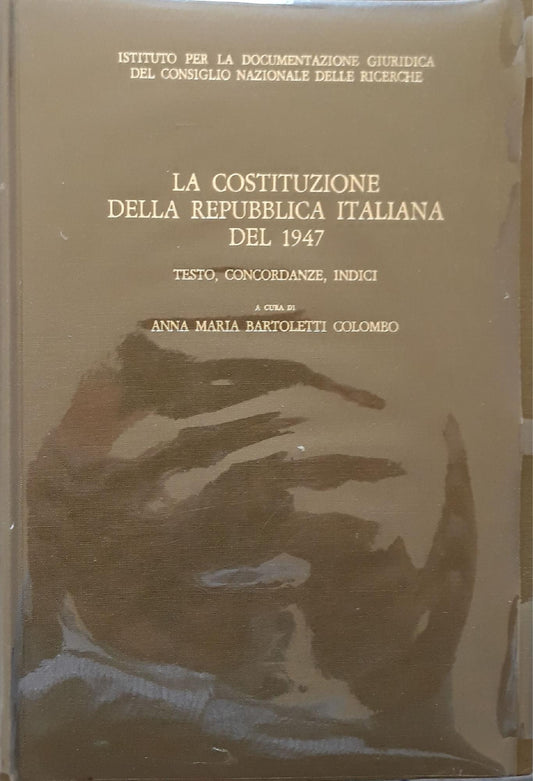 ISTITUTO PER LA DOCUMENTAZIONE GIURIDICA
DEL CONSIGLIO NAZIONALE DELLE RICERCHE
LA COSTITUZIONE
DELLA REPUBBLICA ITALIANA
DEL 1947
TESTO, CONCORDANZE, INDICI
A CURA DI
ANNA MARIA BARTOLETTI COLOMBO